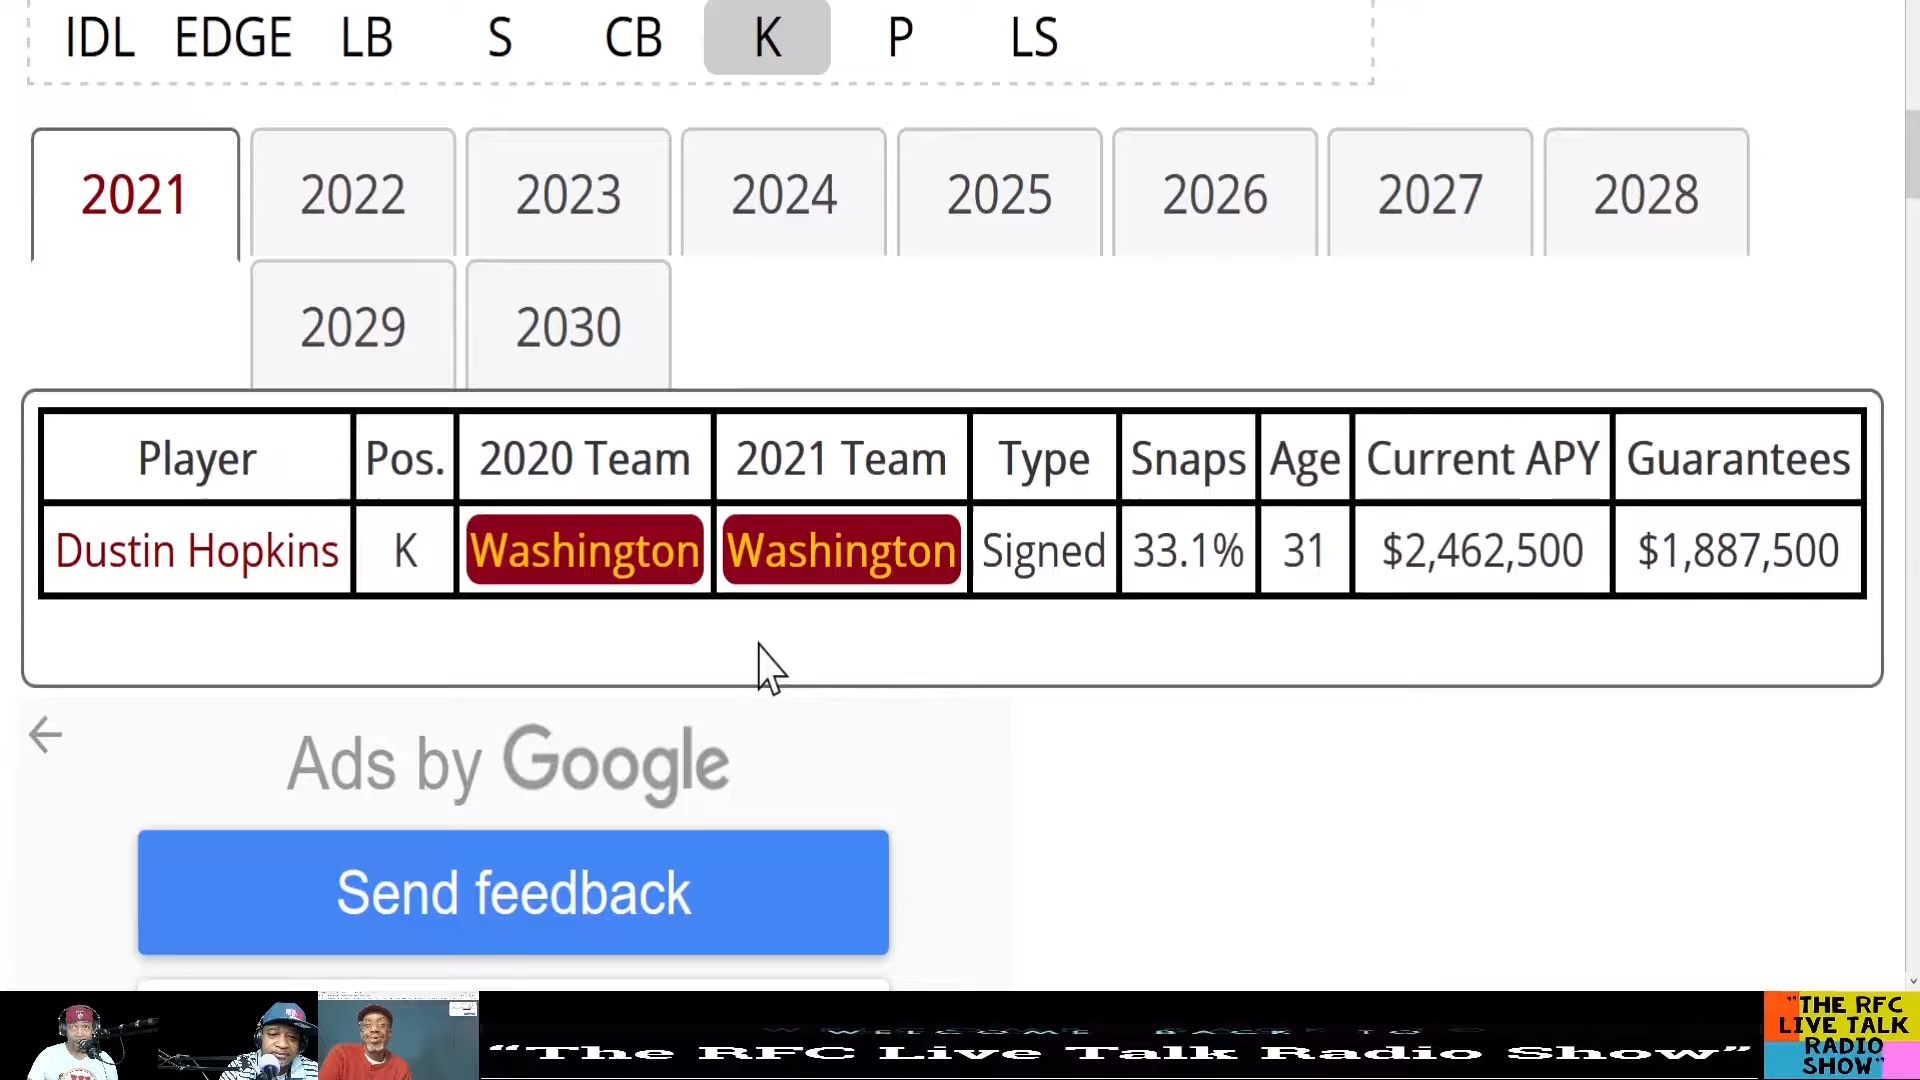 IDL EDGE LB S CB K P LS
2021 2022 2023 2024 2025 2026 2027 2028
2029 2030
Player Pos. 2020 Team 2021 Team Type Snaps Age Current APY Guarantees
Dustin Hopkins K Washington Washington Signed 33.1% 31 $2,462,500 $1,887,500
Ads by Google
Send feedback
WELCOME BACK TO
"The RFC Live Talk Radio Show"
"THE RFC
LIVE TALK
RADIO
SHOW"